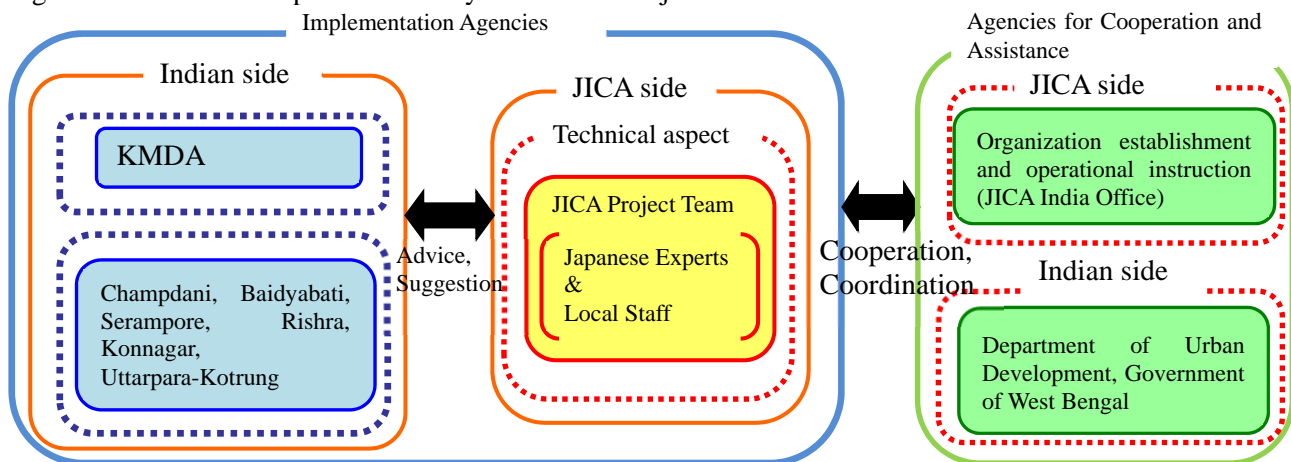 Implementation Agencies
Indian side
KMDA
Champdani, Baidyabati,
Serampore, Rishra,
Konnagar,
Uttarpara-Kotrung
Advice,
Suggestion
JICA side
Technical aspect
JICA Project Team
Japanese Experts
&
Local Staff
Cooperation,
Coordination
Agencies for Cooperation and
Assistance
JICA side
Organization establishment
and operational instruction
(JICA India Office)
Indian side
Department of Urban
Development, Government
of West Bengal